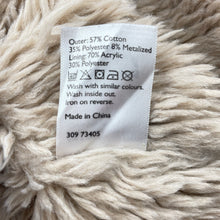 Outer: 57% Cotton
35% Polyester 8% Metalized
Lining: 70% Acrylic
30% Polyester
Wash with similar colours.
Wash inside out.
Iron on reverse.
Made in China
309 73405